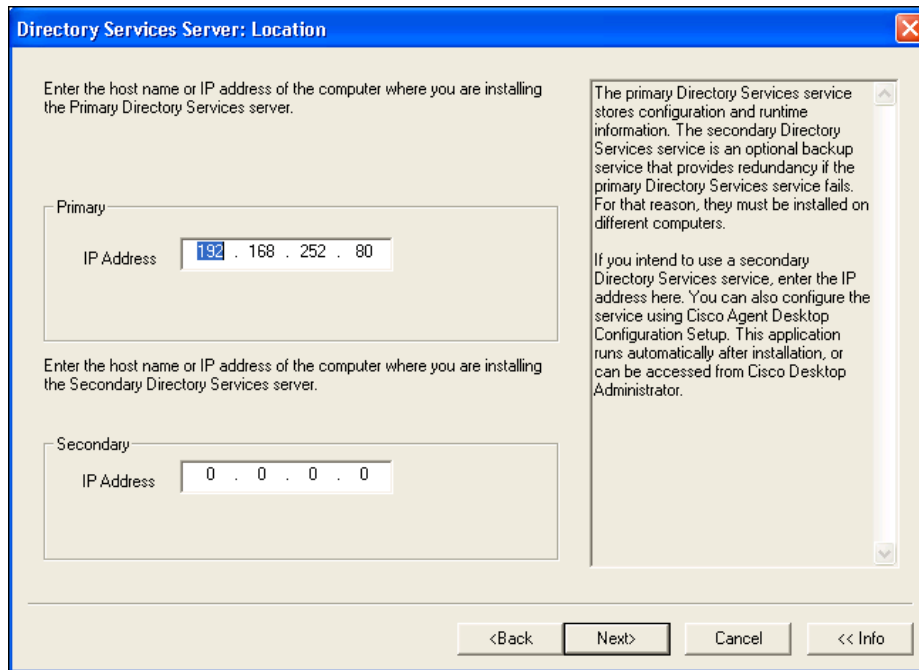 Directory Services Server: Location
Enter the host name or IP address of the computer where you are installing
the Primary Directory Services server.
Primary
IP Address 192 . 168 . 252 . 80
Enter the host name or IP address of the computer where you are installing
the Secondary Directory Services server.
Secondary
IP Address 0 . 0 . 0 . 0
The primary Directory Services service
stores configuration and runtime
information. The secondary Directory
Services service is an optional backup
service that provides redundancy if the
primary Directory Services service fails.
For that reason, they must be installed on
different computers.
If you intend to use a secondary
Directory Services service, enter the IP
address here. You can also configure the
service using Cisco Agent Desktop
Configuration Setup. This application
runs automatically after installation, or
can be accessed from Cisco Desktop
Administrator.
<Back Next> Cancel << Info